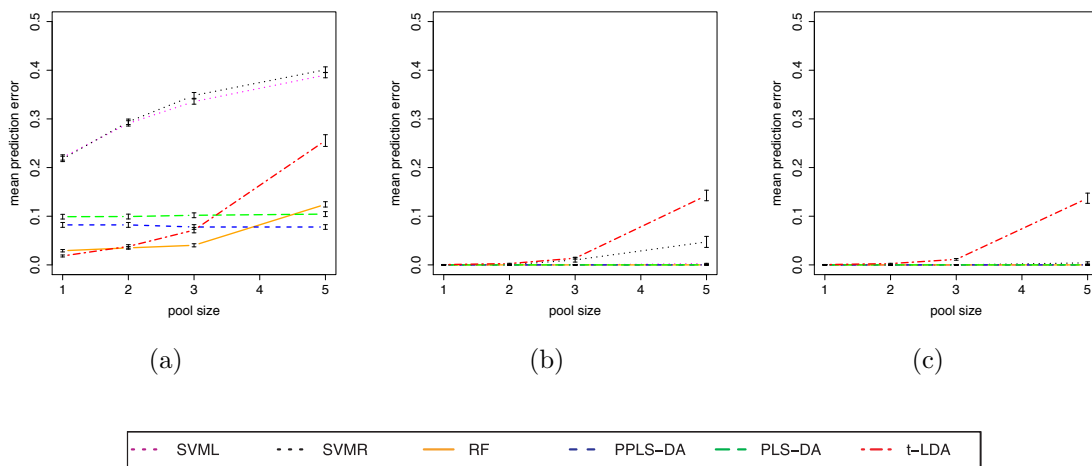 mean prediction error
0.5
0.4
0.3
0.2
0.1
0.0
1 2 3 4 5
pool size
(a)
mean prediction error
0.5
0.4
0.3
0.2
0.1
0.0
1 2 3 4 5
pool size
(b)
mean prediction error
0.5
0.4
0.3
0.2
0.1
0.0
1 2 3 4 5
pool size
(c)
SVML SVMR RF PPLS−DA PLS−DA t−LDA